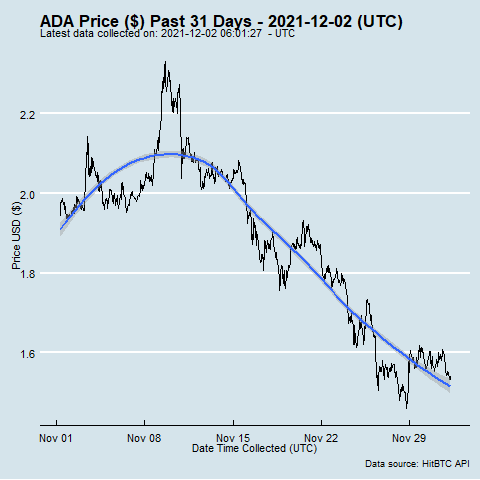 ADA Price ($) Past 31 Days - 2021-12-02 (UTC)
Latest data collected on: 2021-12-02 06:01:27 - UTC
Price USD ($)
2.2
2.0
1.8
1.6
Nov 01
Nov 08
Nov 15
Nov 22
Nov 29
Date Time Collected (UTC)
Data source: HitBTC API